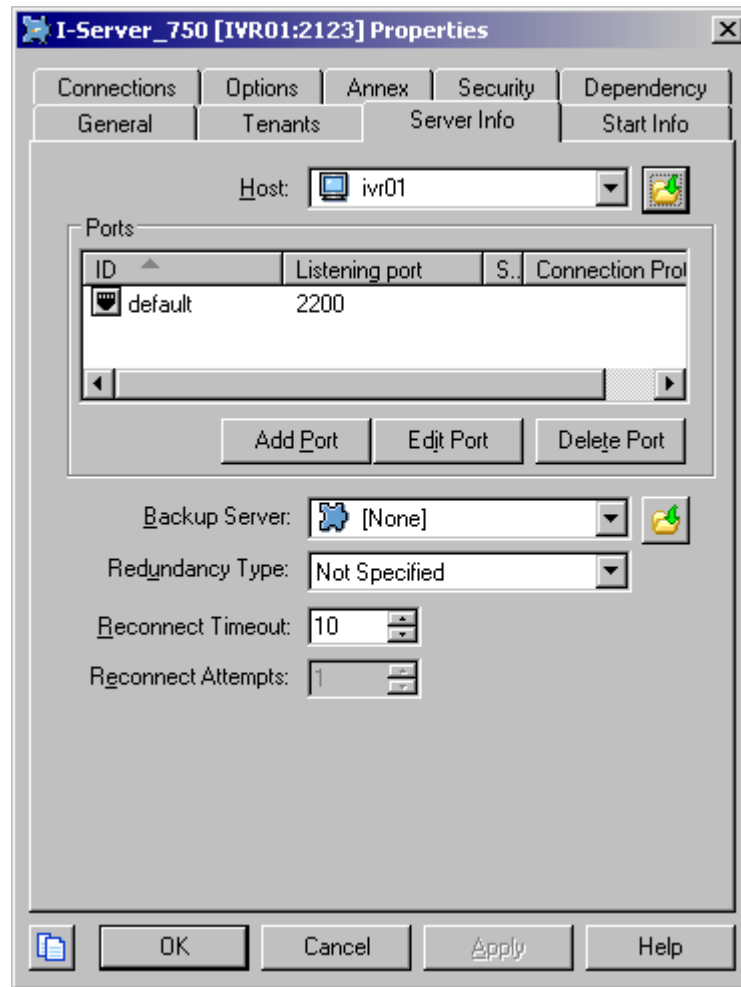 I-Server_750 [IVR01:2123] Properties
Connections Options Annex Security Dependency
General Tenants Server Info Start Info
Host: ivr01
Ports
ID Listening port S.. Connection Prot
default 2200
Add Port Edit Port Delete Port
Backup Server: [None]
Redundancy Type: Not Specified
Reconnect Timeout: 10
Reconnect Attempts: 1
OK Cancel Apply Help